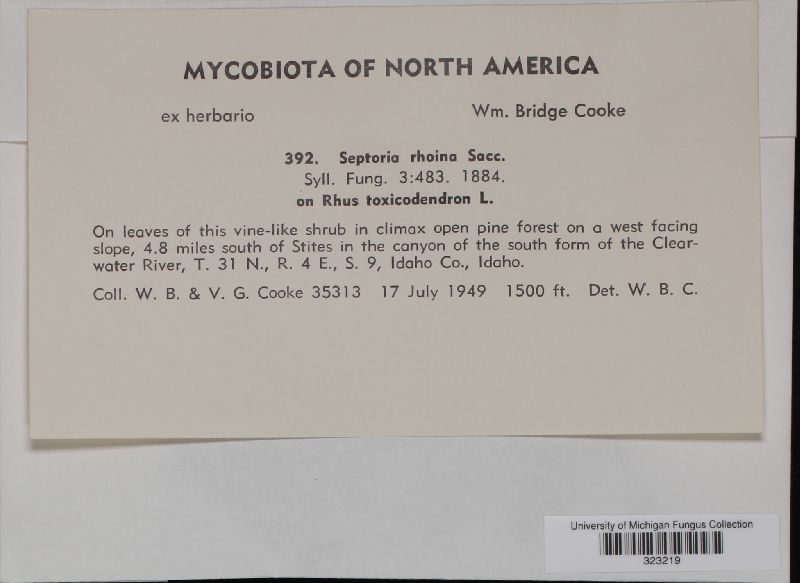 MYCOBIOTA OF NORTH AMERICA
ex herbario Wm. Bridge Cooke
392. Septoria rhoina Sacc.
Syll. Fung. 3:483. 1884.
on Rhus toxicodendron L.
On leaves of this vine-like shrub in climax open pine forest on a west facing
slope, 4.8 miles south of Stites in the canyon of the south form of the Clear-
water River, T. 31 N., R. 4 E., S. 9, Idaho Co., Idaho.
Coll. W. B. & V. G. Cooke 35313 17 July 1949 1500 ft. Det. W. B. C.
University of Michigan Fungus Collection
323219